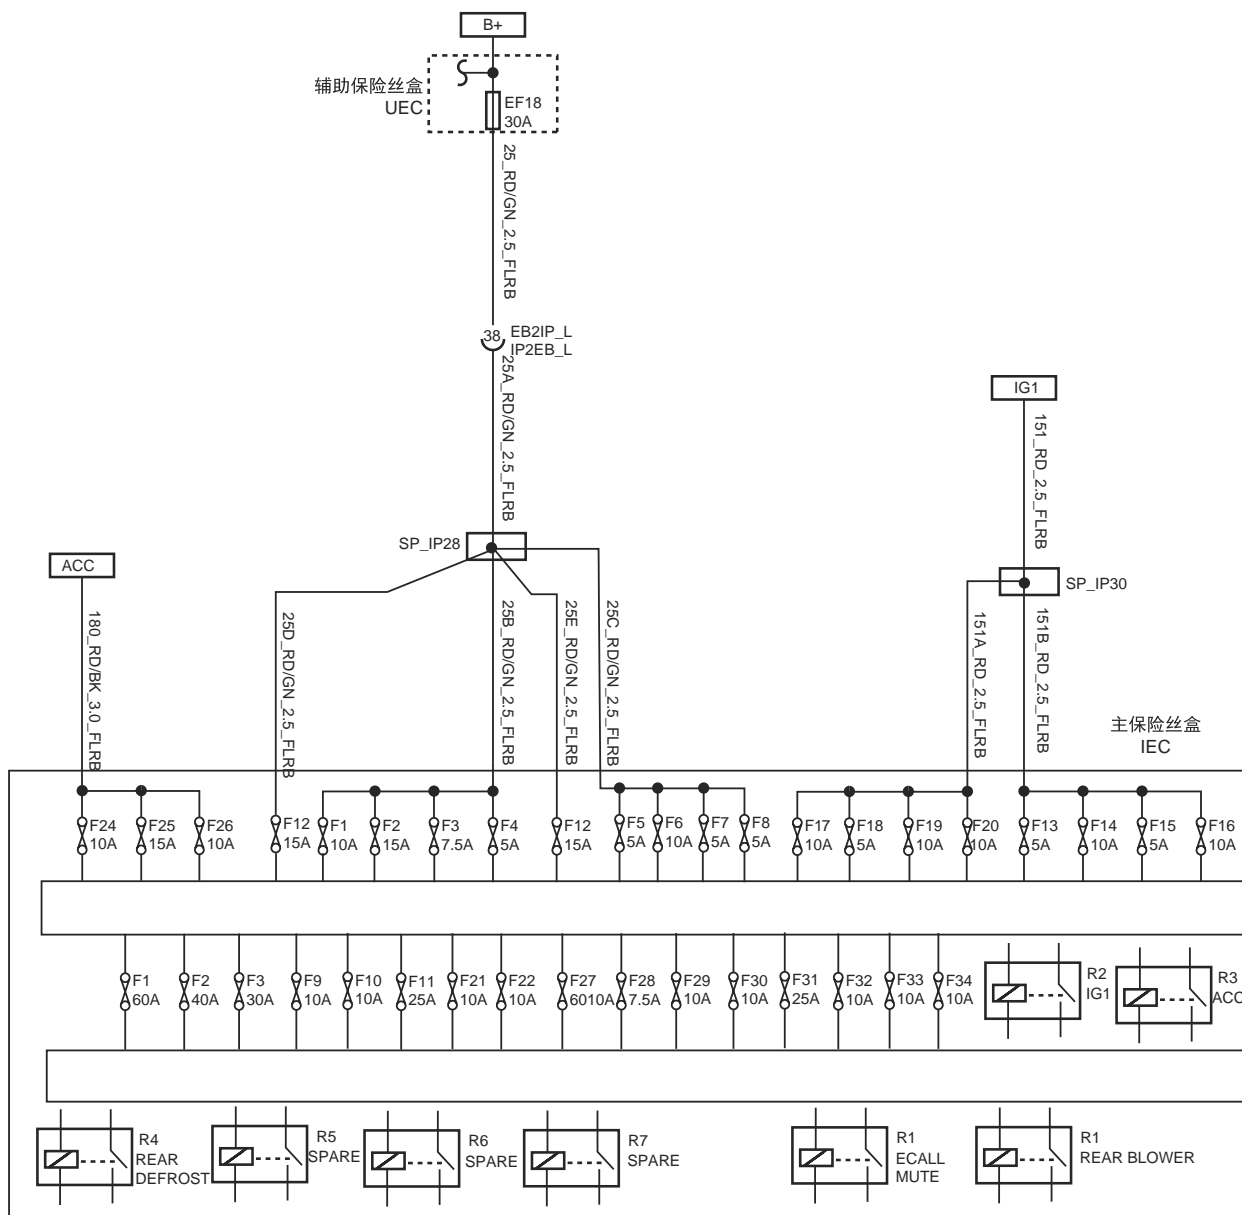 B+
辅助保险丝盒
UEC
EF18
30A
25_RD/GN_2.5_FLRB
38
EB2IP_L
IP2EB_L
25A_RD/GN_2.5_FLRB
IG1
151_RD_2.5_FLRB
SP_IP28
SP_IP30
ACC
180_RD/BK_3.0_FLRB
25D_RD/GN_2.5_FLRB
25B_RD/GN_2.5_FLRB
25E_RD/GN_2.5_FLRB
25C_RD/GN_2.5_FLRB
151A_RD_2.5_FLRB
151B_RD_2.5_FLRB
主保险丝盒
IEC
F24
10A
F25
15A
F26
10A
F12
15A
F1
10A
F2
15A
F3
7.5A
F4
5A
F12
15A
F5
5A
F6
10A
F7
5A
F8
5A
F17
10A
F18
5A
F19
10A
F20
10A
F13
5A
F14
10A
F15
5A
F16
10A
F1
60A
F2
40A
F3
30A
F9
10A
F10
10A
F11
25A
F21
10A
F22
10A
F27
6010A
F28
7.5A
F29
10A
F30
10A
F31
25A
F32
10A
F33
10A
F34
10A
R2
IG1
R3
ACC
R4
REAR
DEFROST
R5
SPARE
R6
SPARE
R7
SPARE
R1
ECALL
MUTE
R1
REAR BLOWER